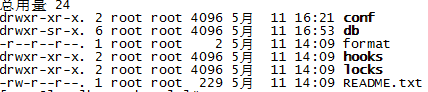 总用量 24
drwxr-xr-x. 2 root root 4096 5月  11 16:21 conf
drwxr-sr-x. 6 root root 4096 5月  11 16:53 db
-r--r--r--. 1 root root    2 5月  11 14:09 format
drwxr-xr-x. 2 root root 4096 5月  11 14:09 hooks
drwxr-xr-x. 2 root root 4096 5月  11 14:09 locks
-rw-r--r--. 1 root root  229 5月  11 14:09 README.txt